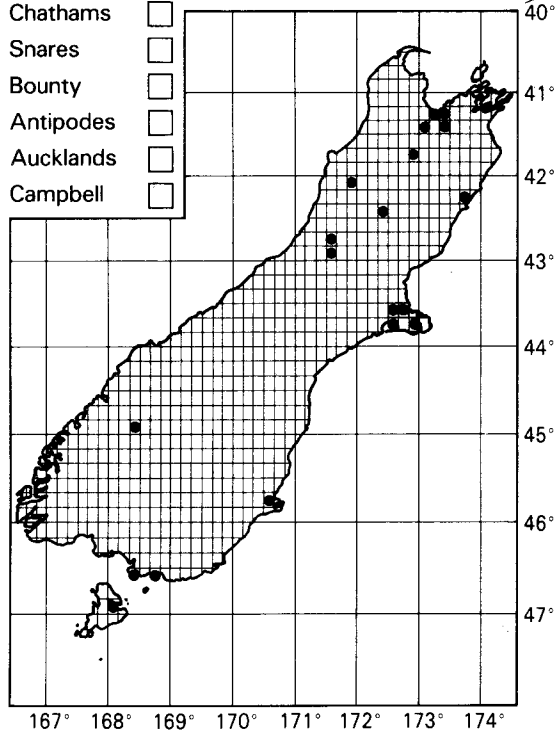 Chathams
Snares
Bounty
Antipodes
Aucklands
Campbell
40°
41°
42°
43°
44°
45°
46°
47°
167° 168° 169° 170° 171° 172° 173° 174°